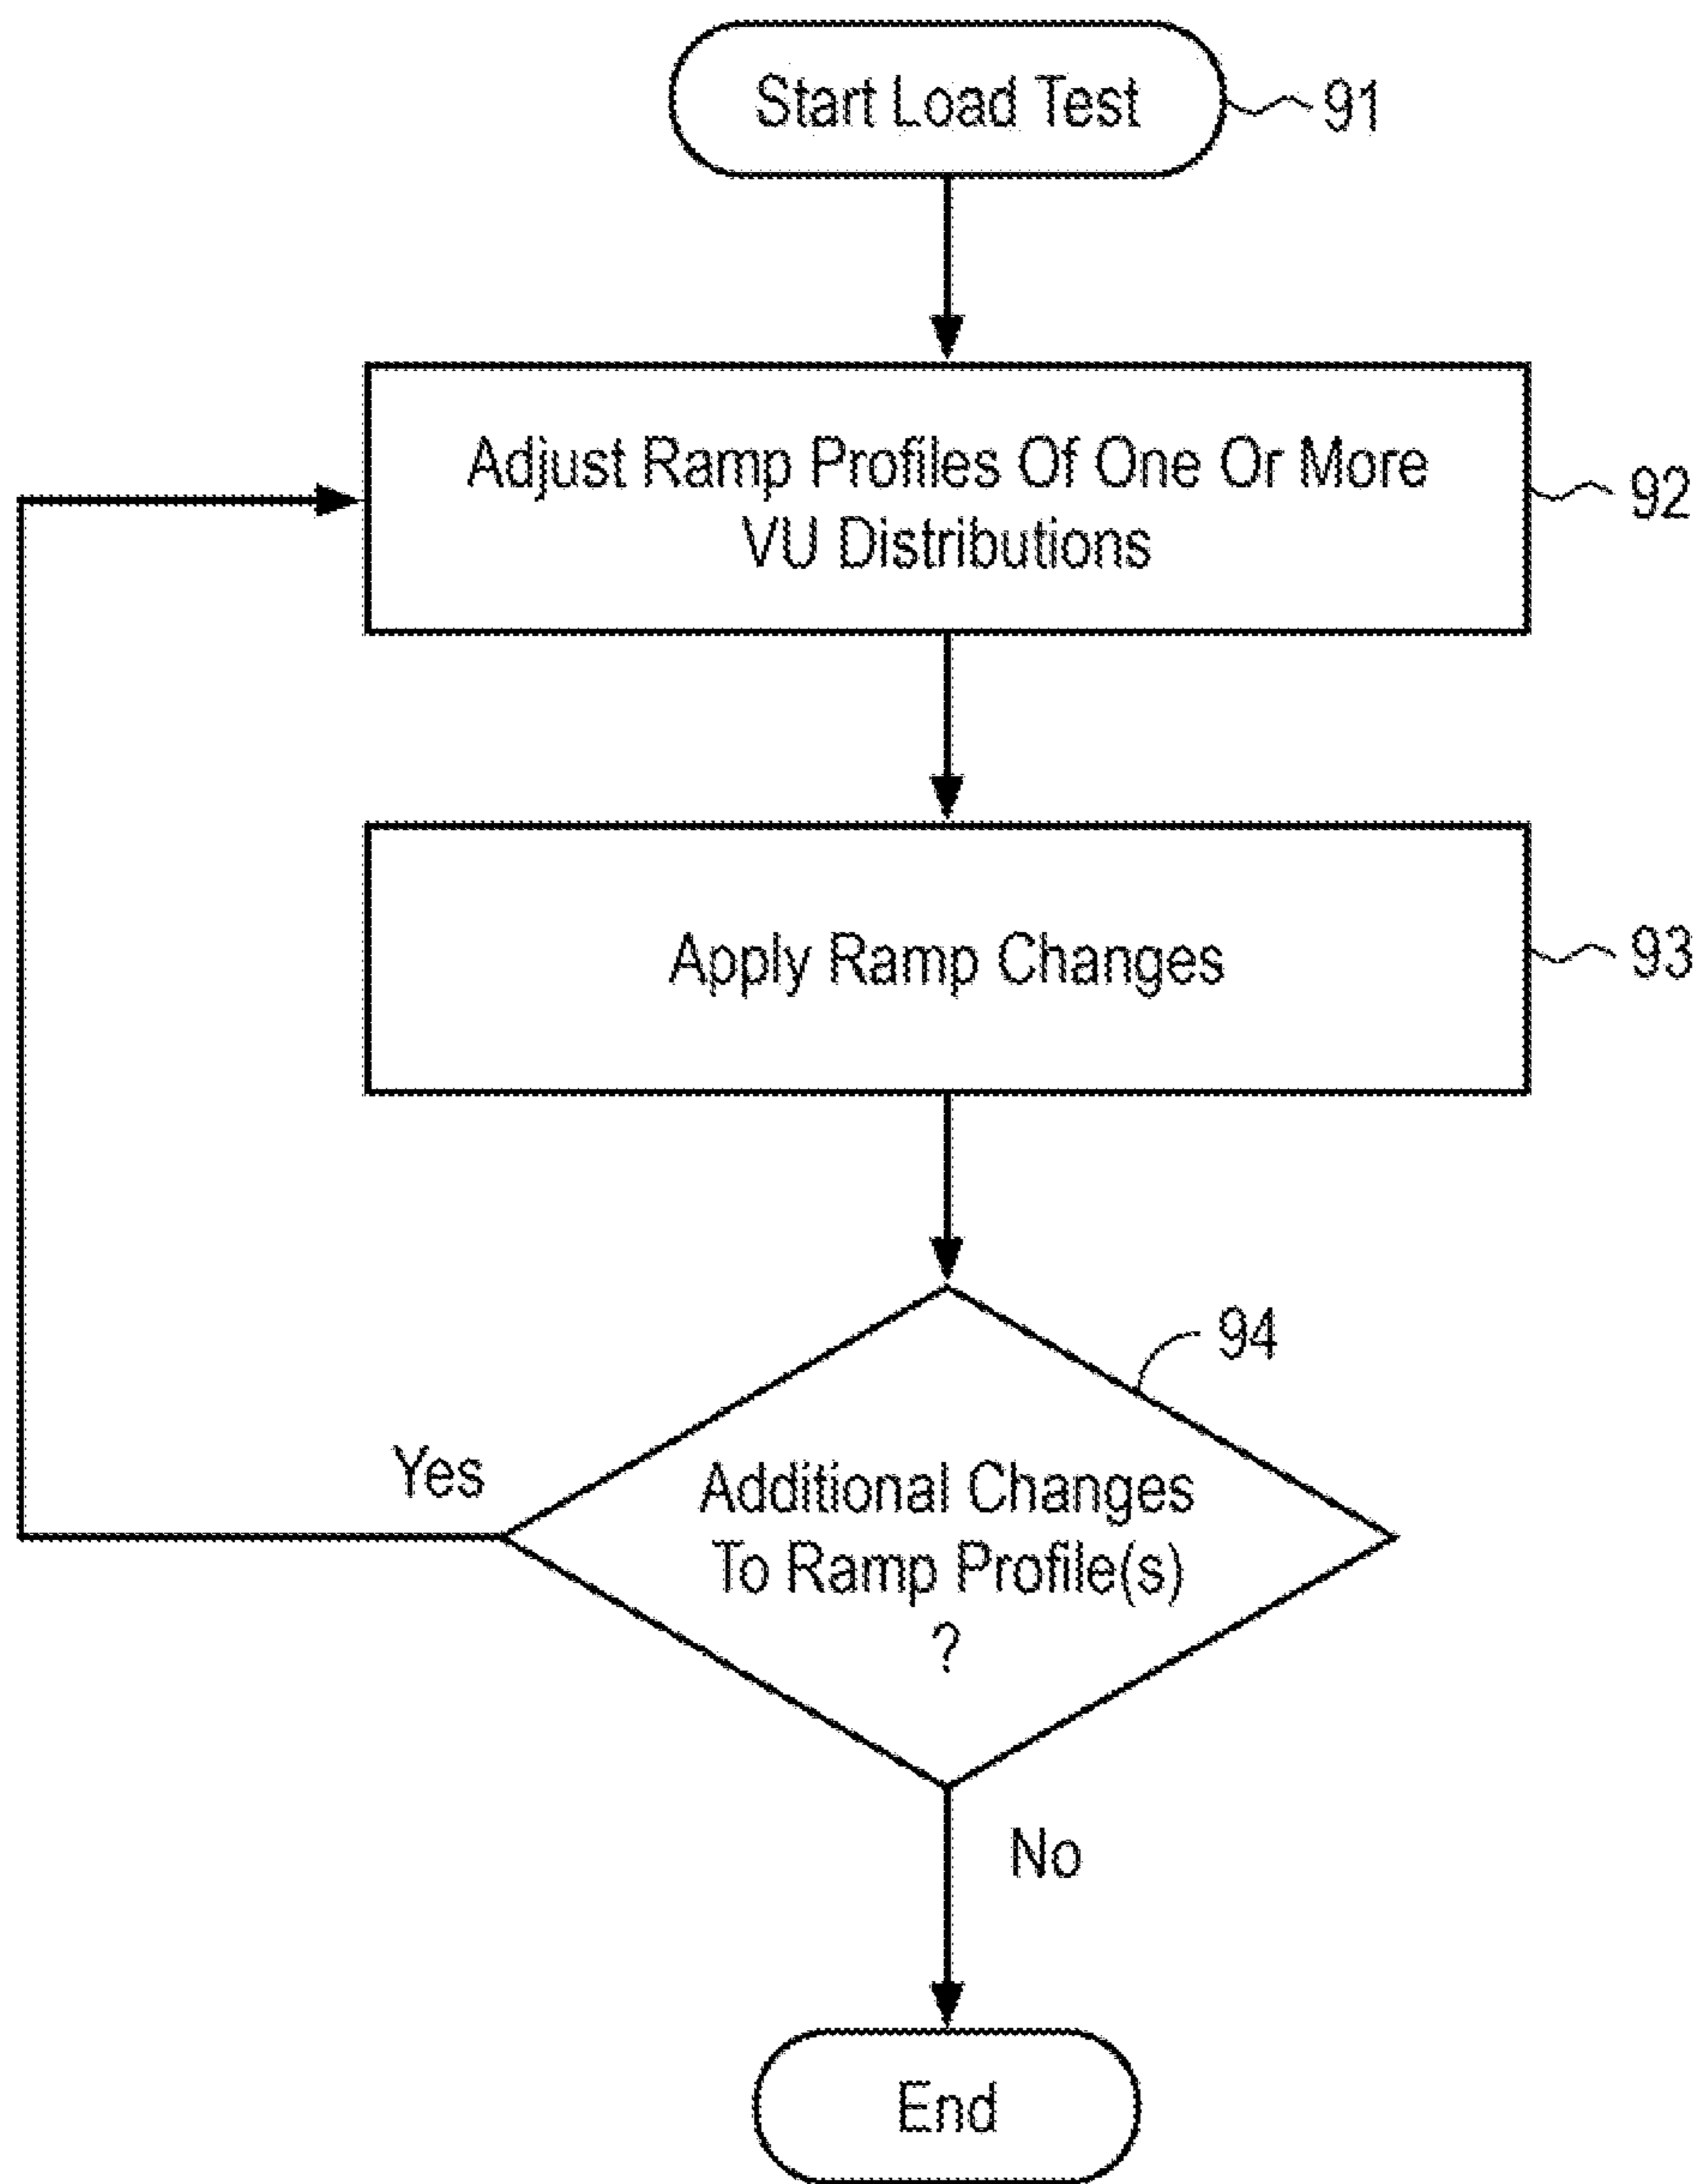 Start Load Test
91
Adjust Ramp Profiles Of One Or More
VU Distributions
92
Apply Ramp Changes
93
94
Yes
Additional Changes
To Ramp Profile(s)
?
No
End